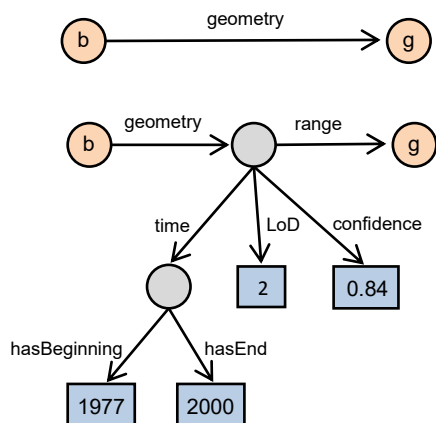 geometry
b g
geometry range
b g
time LoD confidence
2 0.84
hasBeginning hasEnd
1977 2000